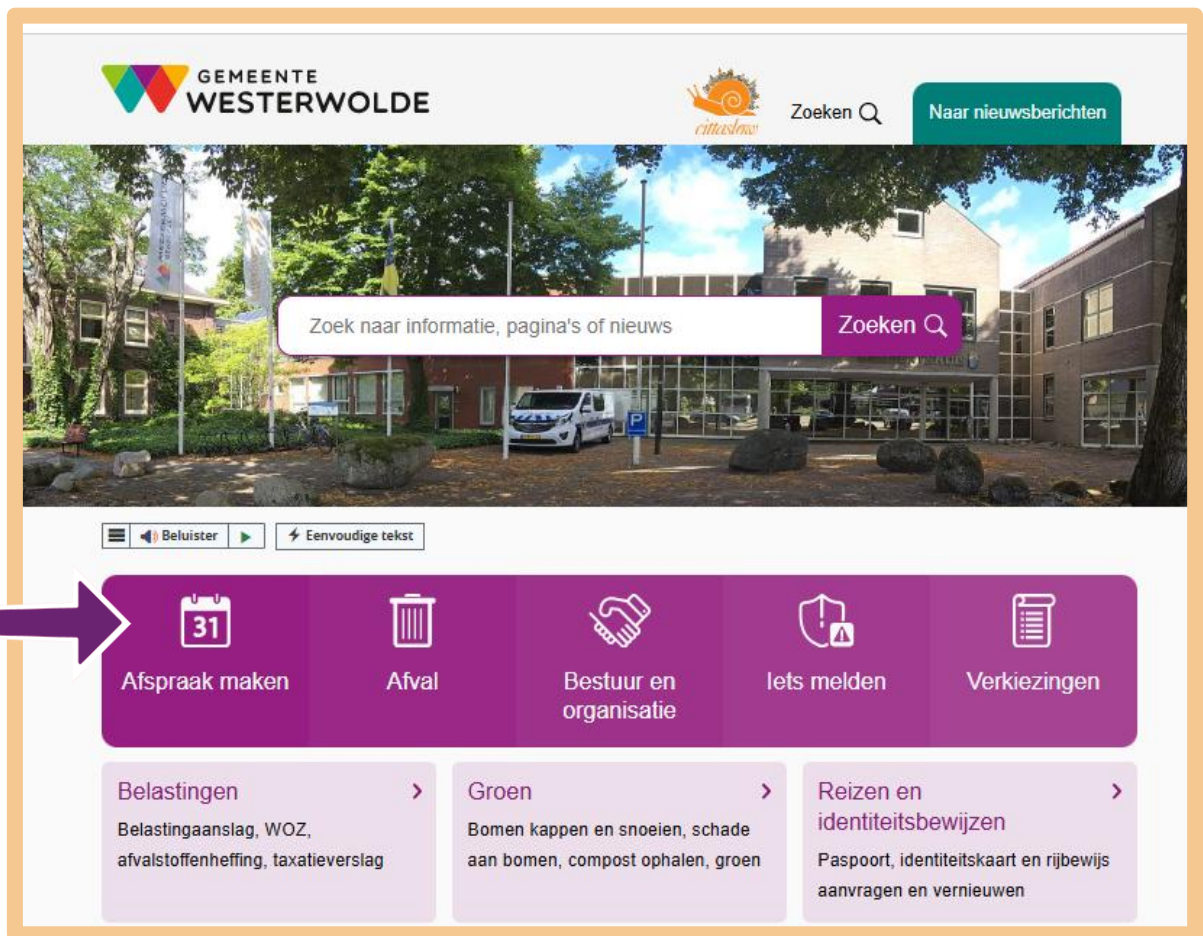 GEMEENTE
WESTERWOLDE
cittaslow
Zoeken
Naar nieuwsberichten
Zoek naar informatie, pagina's of nieuws
Zoeken
P
Beluister
Eenvoudige tekst
31
Afspraak maken
Afval
Bestuur en
organisatie
Iets melden
Verkiezingen
Belastingen
Belastingaanslag, WOZ,
afvalstoffenheffing, taxatieverslag
Groen
Bomen kappen en snoeien, schade
aan bomen, compost ophalen, groen
Reizen en
identiteitsbewijzen
Paspoort, identiteitskaart en rijbewijs
aanvragen en vernieuwen